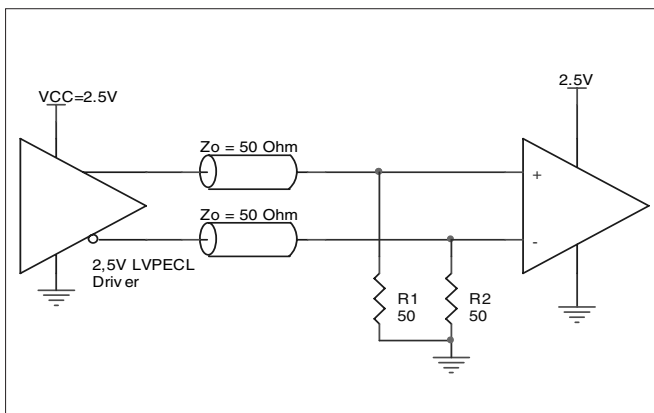 VCC=2.5V
2.5V
Zo = 50 Ohm
+
Zo = 50 Ohm
-
2,5V LVPECL
Driver
R1
50
R2
50